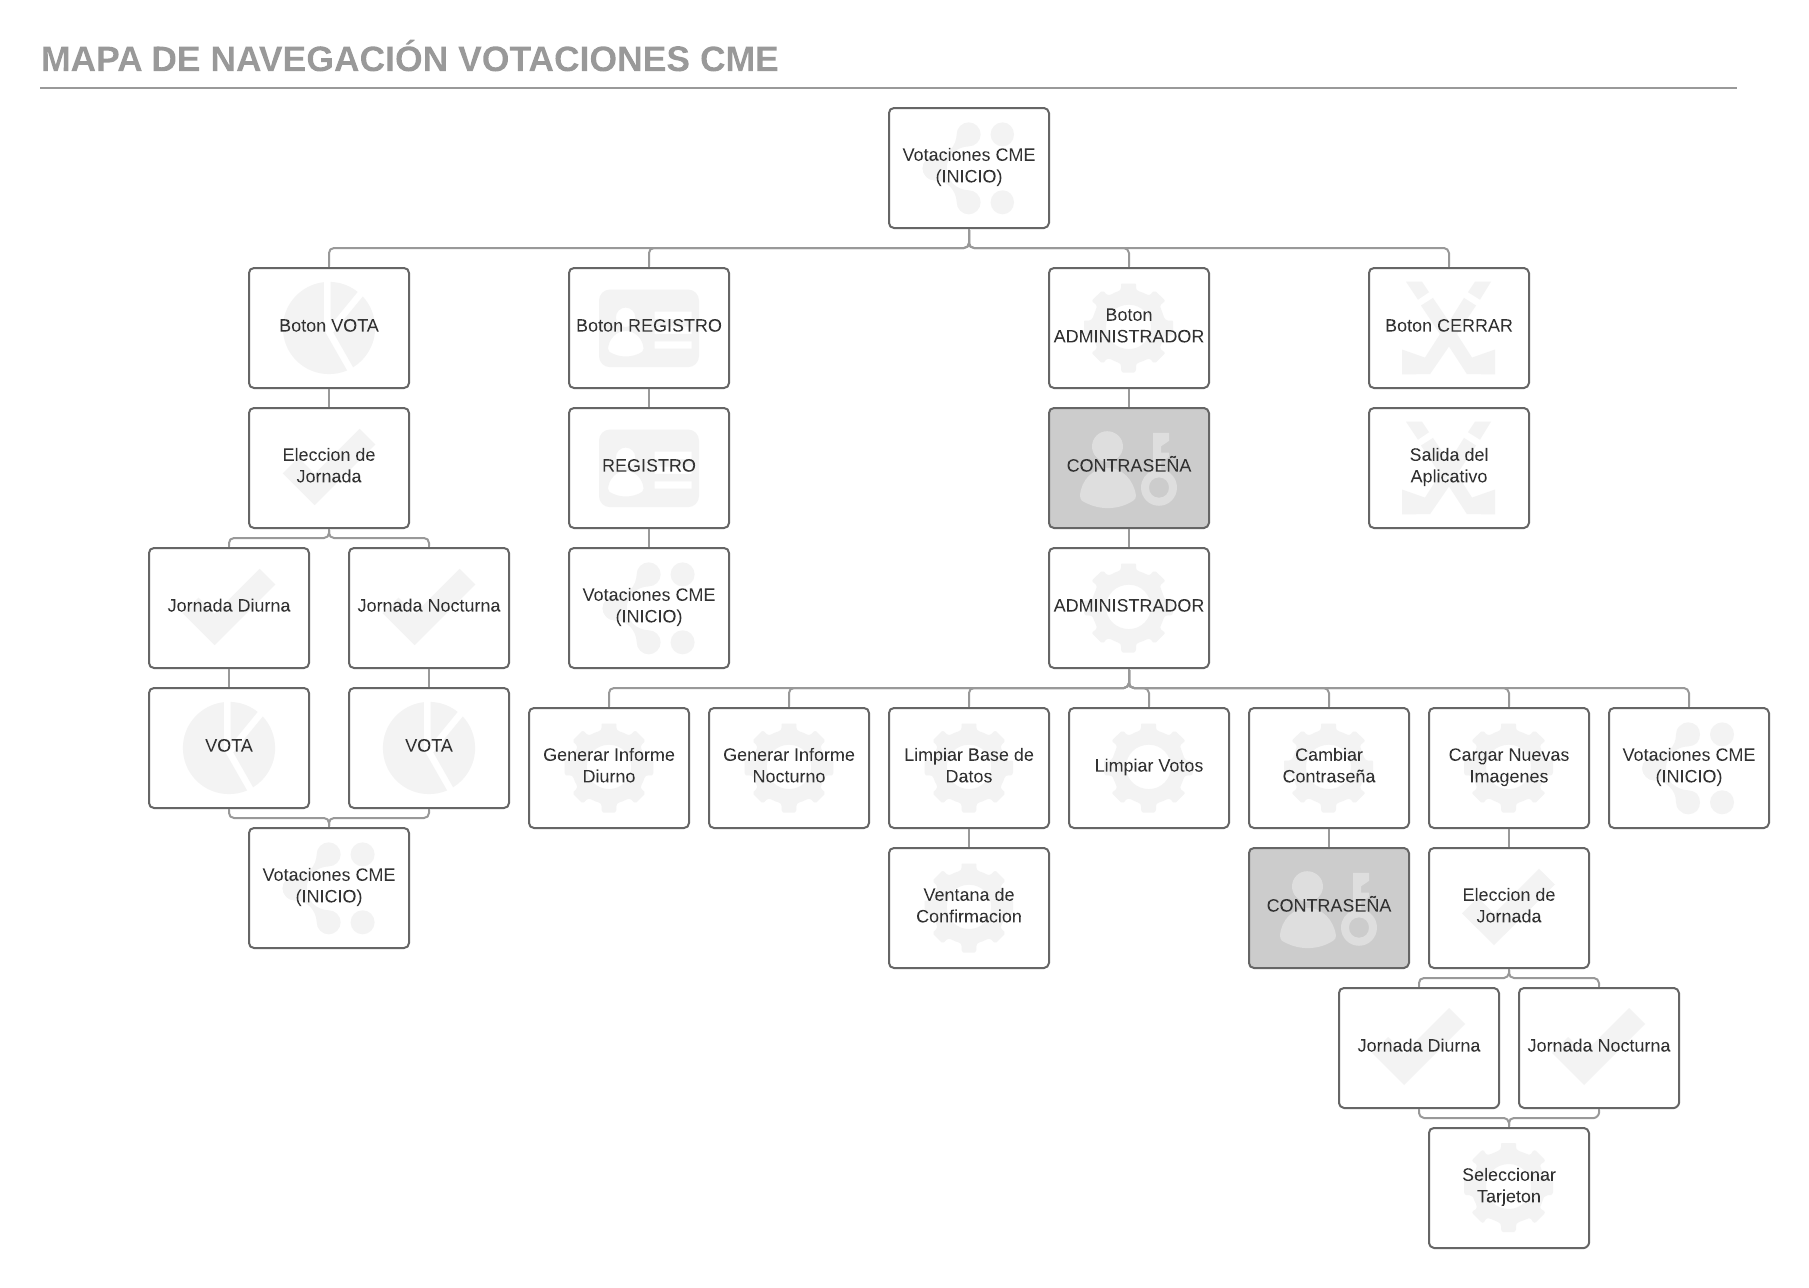 MAPA DE NAVEGACIÓN VOTACIONES CME
Votaciones CME
(INICIO)
Boton VOTA
Boton REGISTRO
Boton
ADMINISTRADOR
Boton CERRAR
Eleccion de
Jornada
REGISTRO
CONTRASEÑA
Salida del
Aplicativo
Jornada Diurna
Jornada Nocturna
Votaciones CME
(INICIO)
ADMINISTRADOR
VOTA
VOTA
Generar Informe
Diurno
Generar Informe
Nocturno
Limpiar Base de
Datos
Limpiar Votos
Cambiar
Contraseña
Cargar Nuevas
Imagenes
Votaciones CME
(INICIO)
Votaciones CME
(INICIO)
Ventana de
Confirmacion
CONTRASEÑA
Eleccion de
Jornada
Jornada Diurna
Jornada Nocturna
Seleccionar
Tarjeton